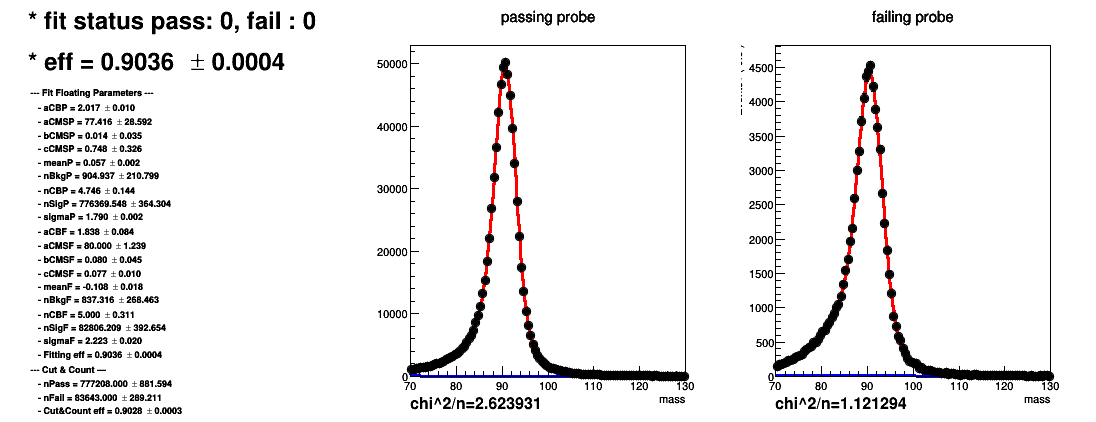 * fit status pass: 0, fail : 0
* eff = 0.9036 ± 0.0004
--- Fit Floating Parameters ---
- aCBP = 2.017 ± 0.010
- aCMSP = 77.416 ± 28.592
- bCMSP = 0.014 ± 0.035
- cCMSP = 0.748 ± 0.326
- meanP = 0.057 ± 0.002
- nBkgP = 904.937 ± 210.799
- nCBP = 4.746 ± 0.144
- nSigP = 776369.548 ± 364.304
- sigmaP = 1.790 ± 0.002
- aCBF = 1.838 ± 0.084
- aCMSF = 80.000 ± 1.239
- bCMSF = 0.080 ± 0.045
- cCMSF = 0.077 ± 0.010
- meanF = -0.108 ± 0.018
- nBkgF = 837.316 ± 268.463
- nCBF = 5.000 ± 0.311
- nSigF = 82806.209 ± 392.654
- sigmaF = 2.223 ± 0.020
- Fitting eff = 0.9036 ± 0.0004
--- Cut & Count ---
- nPass = 777208.000 ± 881.594
- nFail = 83643.000 ± 289.211
- Cut&Count eff = 0.9028 ± 0.0003
passing probe
50000
40000
30000
20000
10000
0
70 80 90 100 110 120 130
mass
chi^2/n=2.623931
failing probe
4500
4000
3500
3000
2500
2000
1500
1000
500
0
70 80 90 100 110 120 130
mass
chi^2/n=1.121294